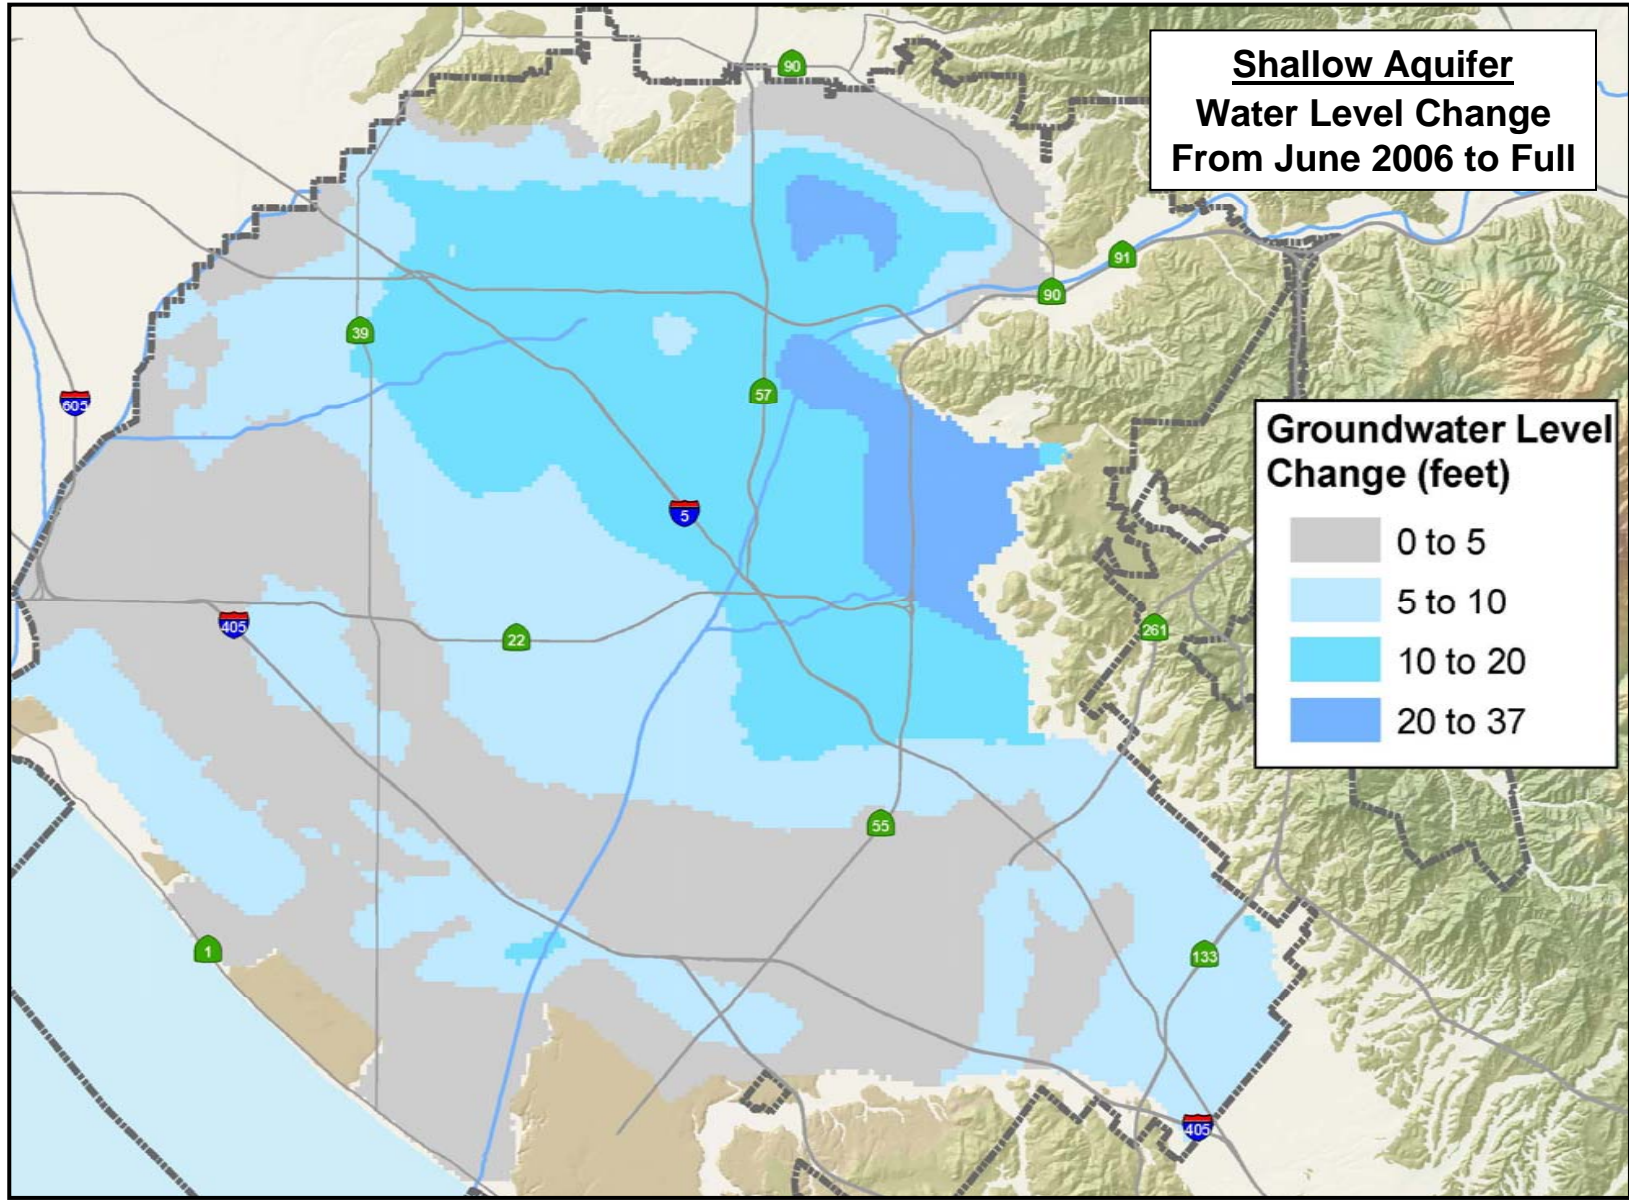 Shallow Aquifer
Water Level Change
From June 2006 to Full
90
91
90
39
57
605
5
405
22
261
55
1
133
405
Groundwater Level
Change (feet)
0 to 5
5 to 10
10 to 20
20 to 37